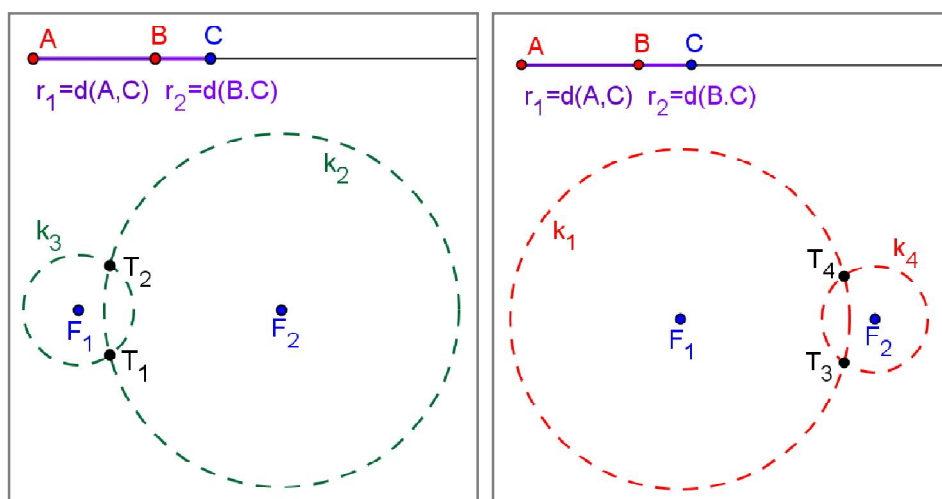 A B C
r₁=d(A,C) r₂=d(B.C)
k₂
k₃
T₂
F₁ F₂
T₁
A B C
r₁=d(A,C) r₂=d(B.C)
k₁
T₄ k₄
F₁ F₂
T₃